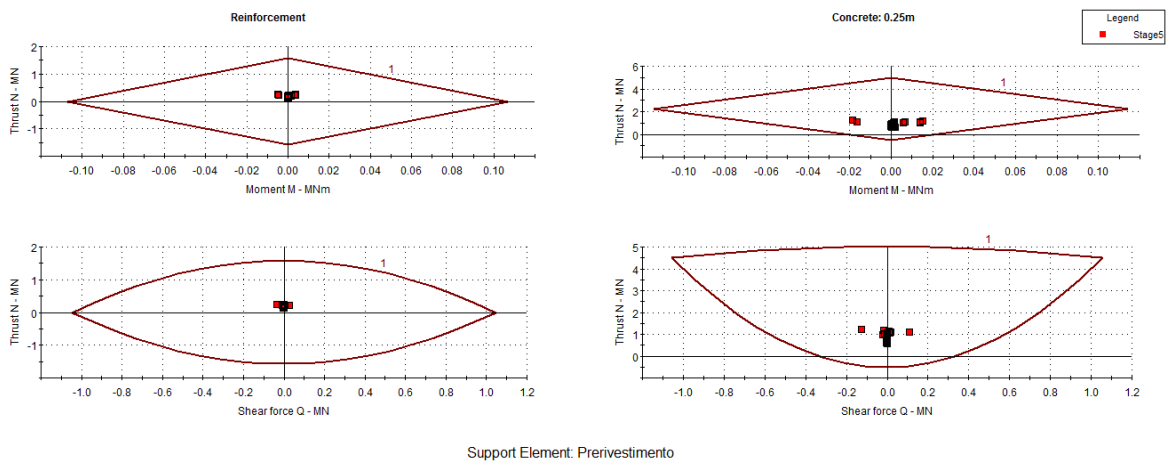 Reinforcement
Concrete: 0.25m
Legend
Stage5
Thrust N - MN
2
1
0
-1
1
-0.10 -0.08 -0.06 -0.04 -0.02 0.00 0.02 0.04 0.06 0.08 0.10
Moment M - MNm
Thrust N - MN
6
4
2
0
1
-0.10 -0.08 -0.06 -0.04 -0.02 0.00 0.02 0.04 0.06 0.08 0.10
Moment M - MNm
Thrust N - MN
2
1
0
-1
1
-1.0 -0.8 -0.6 -0.4 -0.2 0.0 0.2 0.4 0.6 0.8 1.0 1.2
Shear force Q - MN
Thrust N - MN
5
4
3
2
1
0
1
-1.0 -0.8 -0.6 -0.4 -0.2 0.0 0.2 0.4 0.6 0.8 1.0 1.2
Shear force Q - MN
Support Element: Prerivestimento